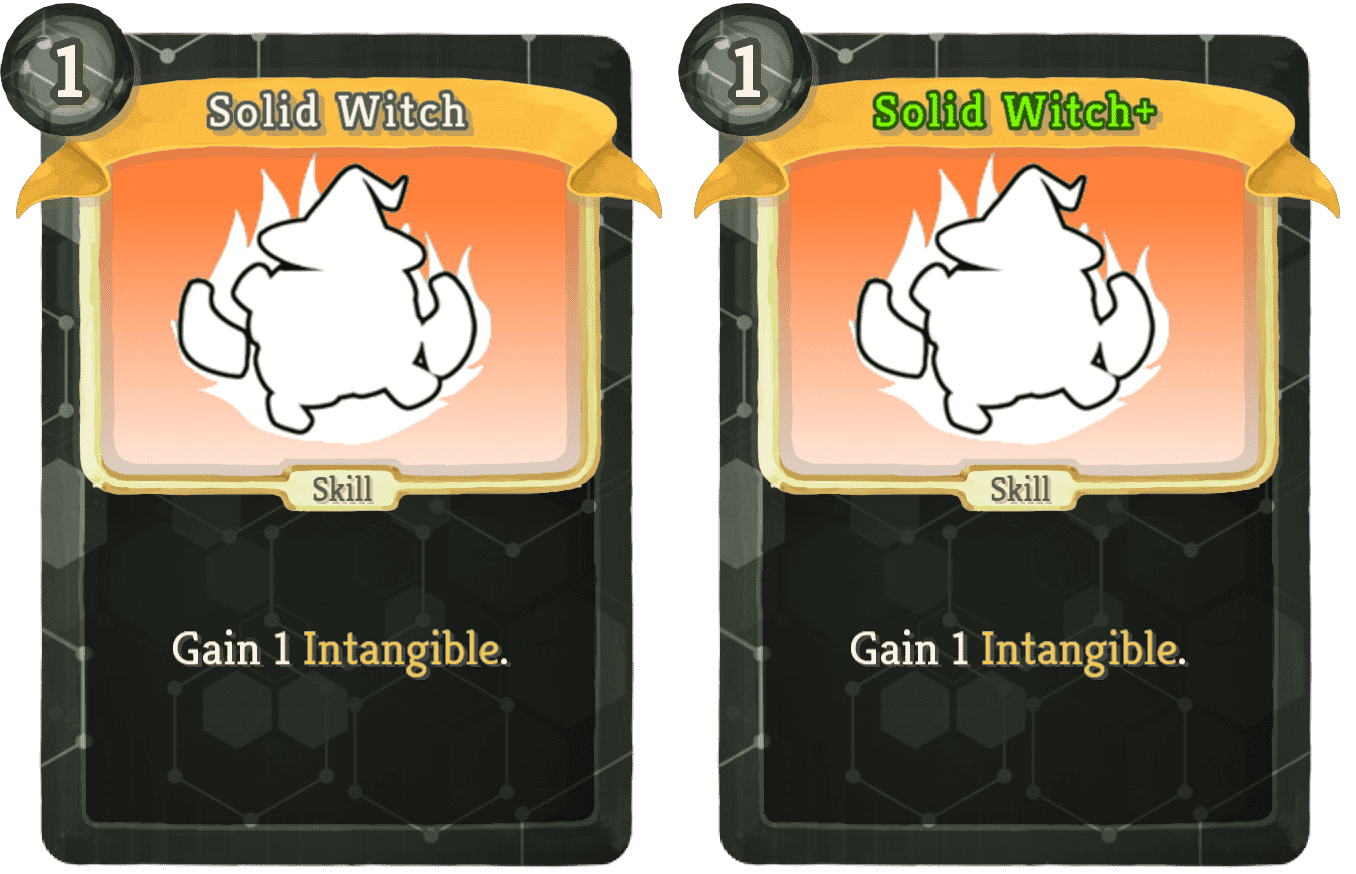 1
Solid Witch
Skill
Gain 1 Intangible.
1
Solid Witch+
Skill
Gain 1 Intangible.